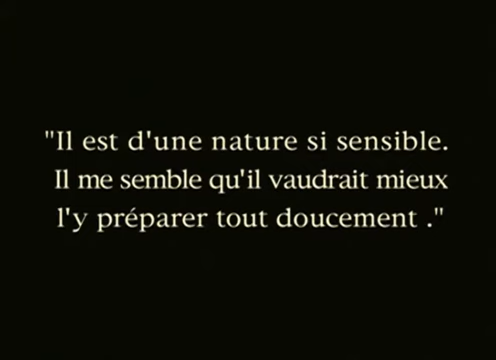 "Il est d'une nature si sensible.
Il me semble qu'il vaudrait mieux
l'y préparer tout doucement ."